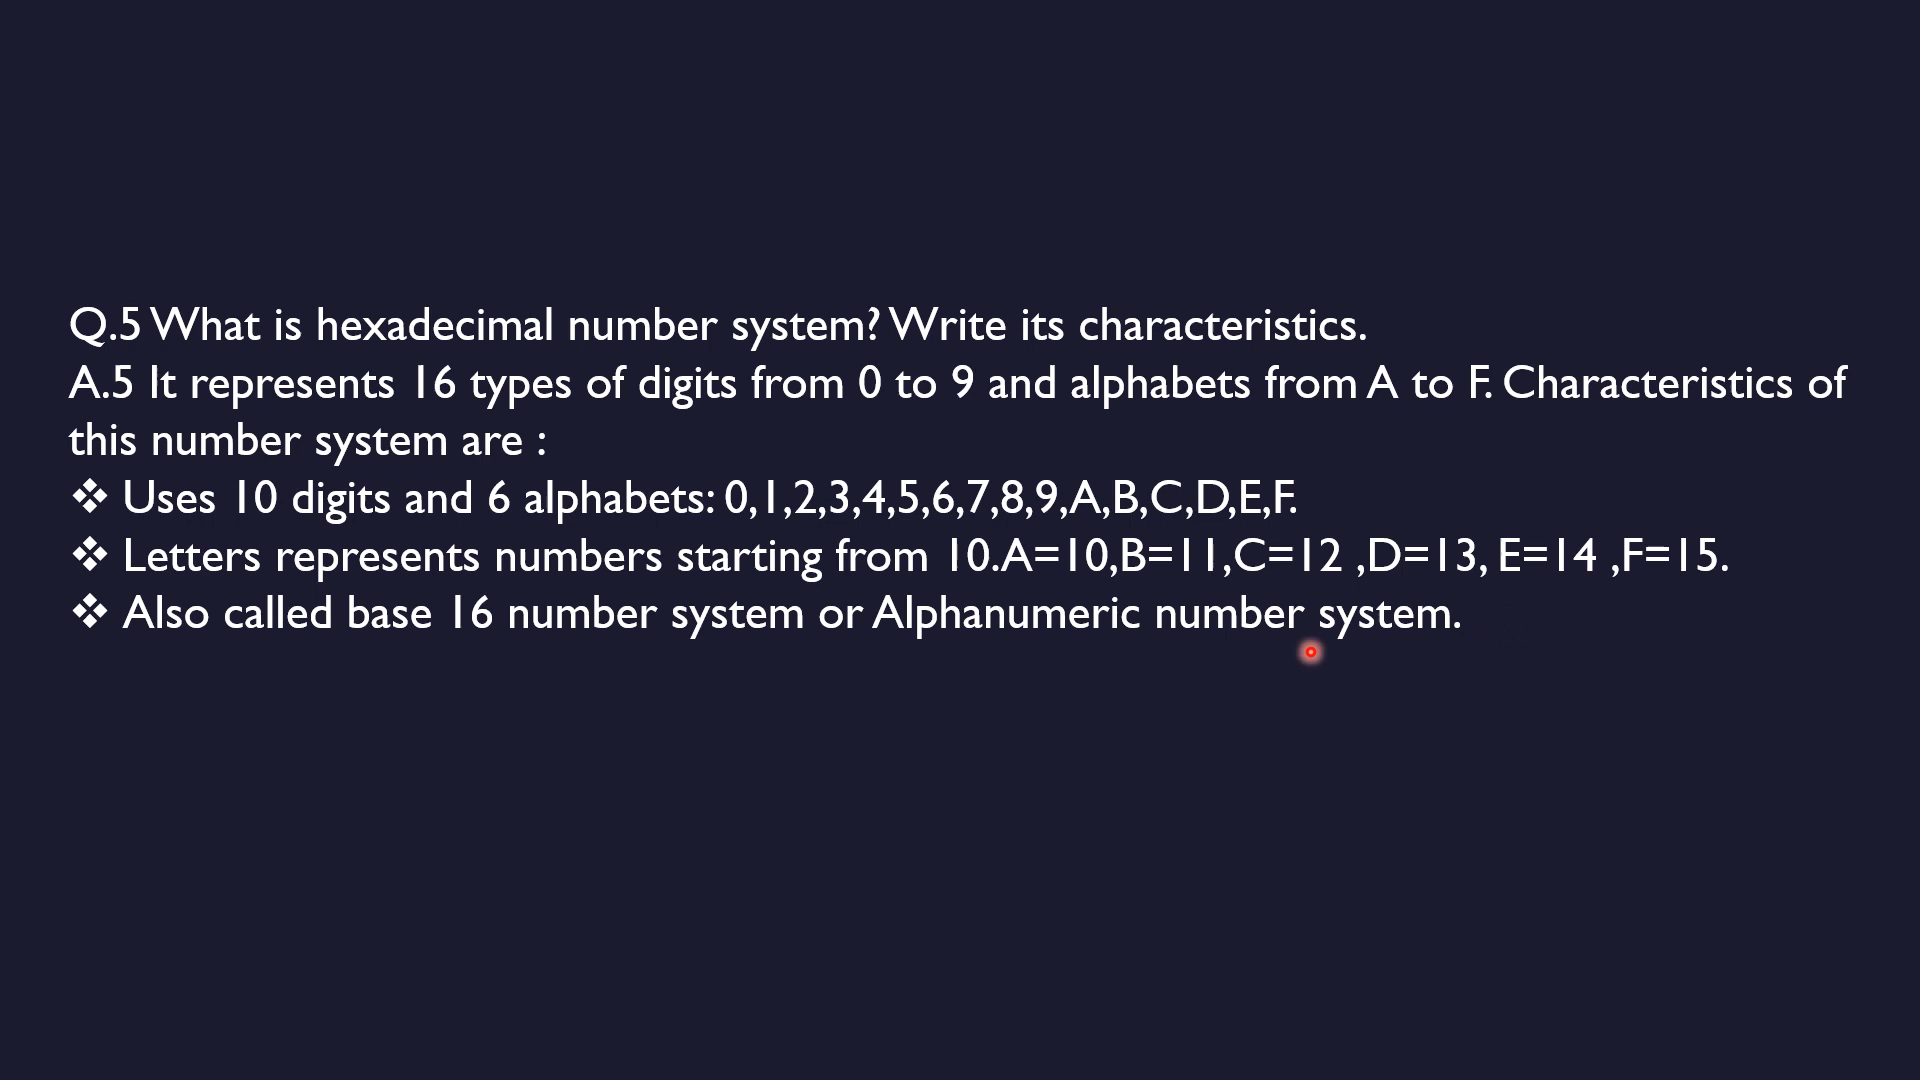 Q.5 What is hexadecimal number system? Write its characteristics.
A.5 It represents 16 types of digits from 0 to 9 and alphabets from A to F. Characteristics of
this number system are :
❖ Uses 10 digits and 6 alphabets: 0,1,2,3,4,5,6,7,8,9,A,B,C,D,E,F.
❖ Letters represents numbers starting from 10.A=10,B=11,C=12 ,D=13, E=14 ,F=15.
❖ Also called base 16 number system or Alphanumeric number system.